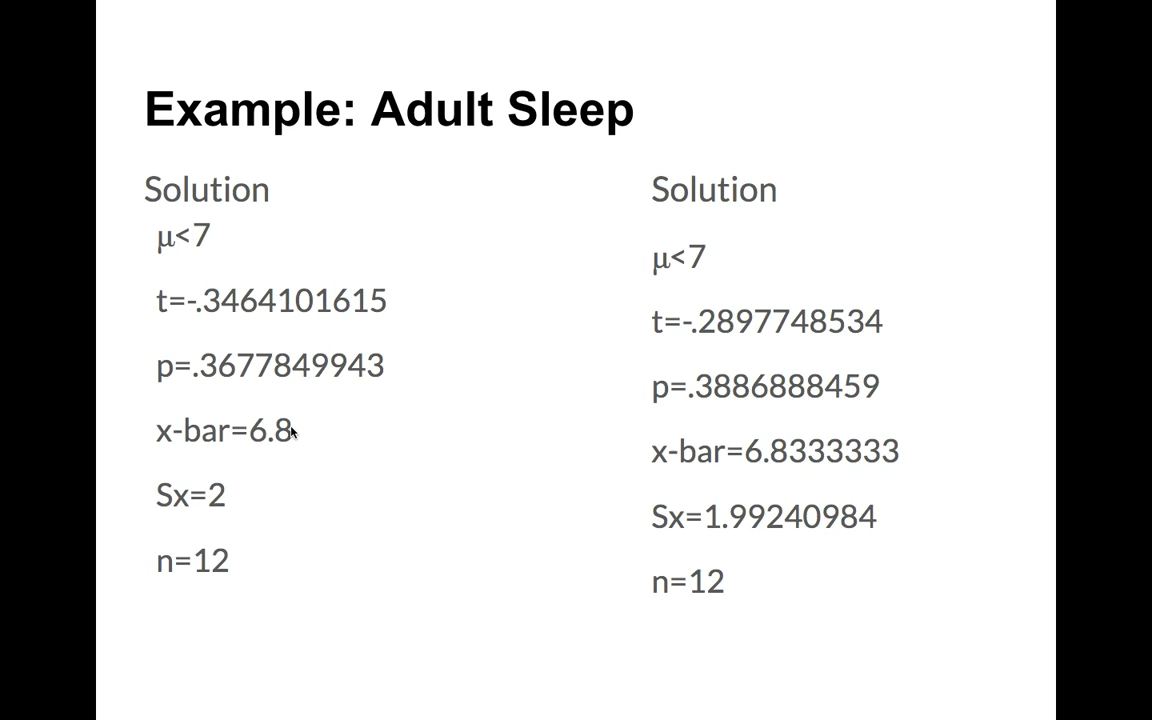 Example: Adult Sleep
Solution
μ<7
t=-.3464101615
p=.3677849943
x-bar=6.8
Sx=2
n=12
Solution
μ<7
t=-.2897748534
p=.3886888459
x-bar=6.8333333
Sx=1.99240984
n=12